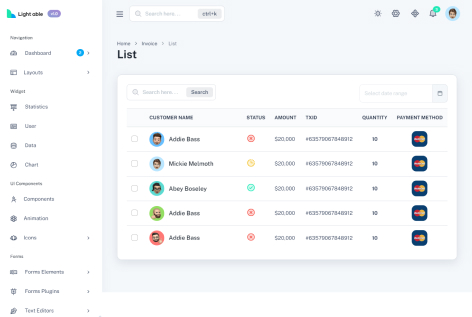 Light able v1.0
Search here... ctrl+k
Navigation
Dashboard 2
Layouts
Widget
Statistics
User
Data
Chart
UI Components
Components
Animation
Icons
Forms
Forms Elements
Forms Plugins
Text Editors
Home > Invoice > List
List
Search here... Search
Select date range
CUSTOMER NAME STATUS AMOUNT TXID QUANTITY PAYMENT METHOD
Addie Bass $20,000 #63579067848912 10
Mickie Melmoth $20,000 #63579067848912 10
Abey Boseley $20,000 #63579067848912 10
Addie Bass $20,000 #63579067848912 10
Addie Bass $20,000 #63579067848912 10